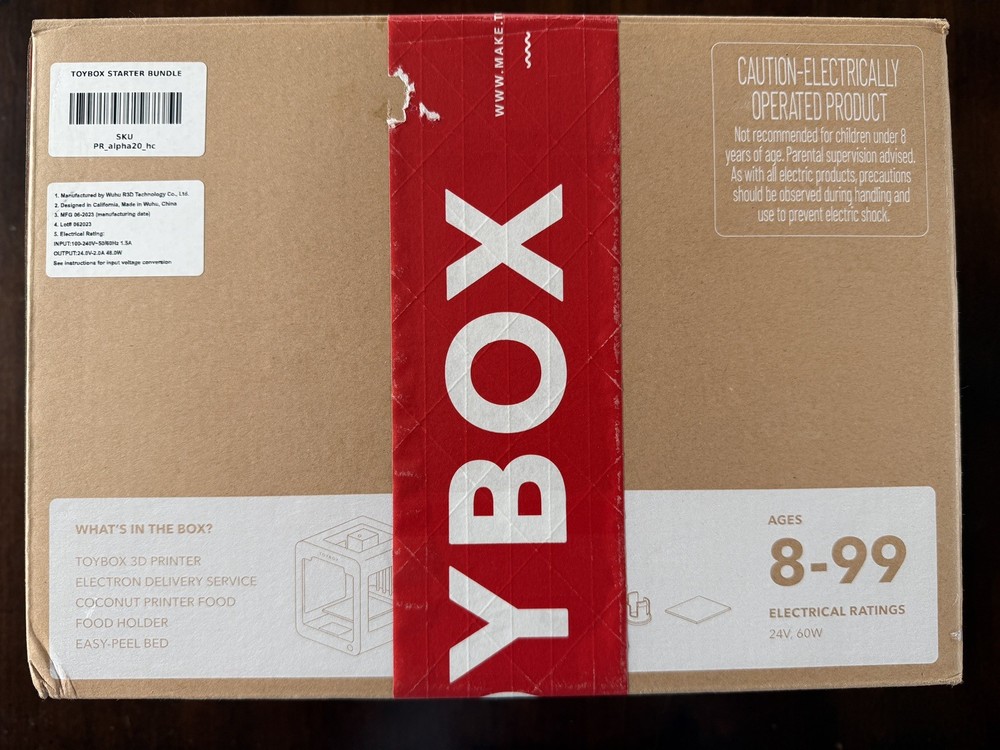 TOYBOX STARTER BUNDLE
SKU
PR_alpha20_hc
1. Manufactured by Wuhu R3D Technology Co., Ltd.
2. Designed in California, Made in Wuhu, China
3. MFG 06-2023 (manufacturing date)
4. Lot# 062023
5. Electrical Rating:
INPUT:100-240V~50/60Hz 1.5A
OUTPUT:24.0V⎓2.0A 48.0W
See instructions for input voltage conversion
WWW.MAKE.T
YBOX
CAUTION-ELECTRICALLY
OPERATED PRODUCT
Not recommended for children under 8
years of age. Parental supervision advised.
As with all electric products, precautions
should be observed during handling and
use to prevent electric shock.
WHAT'S IN THE BOX?
TOYBOX 3D PRINTER
ELECTRON DELIVERY SERVICE
COCONUT PRINTER FOOD
FOOD HOLDER
EASY-PEEL BED
TOYBOX
AGES
8-99
ELECTRICAL RATINGS
24V, 60W